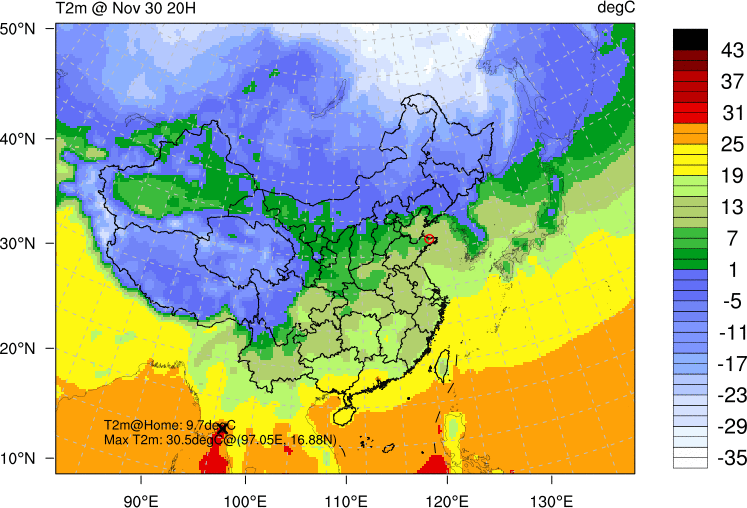 T2m @ Nov 30 20H
degC
50°N
40°N
30°N
20°N
10°N
90°E
100°E
110°E
120°E
130°E
T2m@Home: 9.7degC
Max T2m: 30.5degC@(97.05E, 16.88N)
43
37
31
25
19
13
7
1
-5
-11
-17
-23
-29
-35